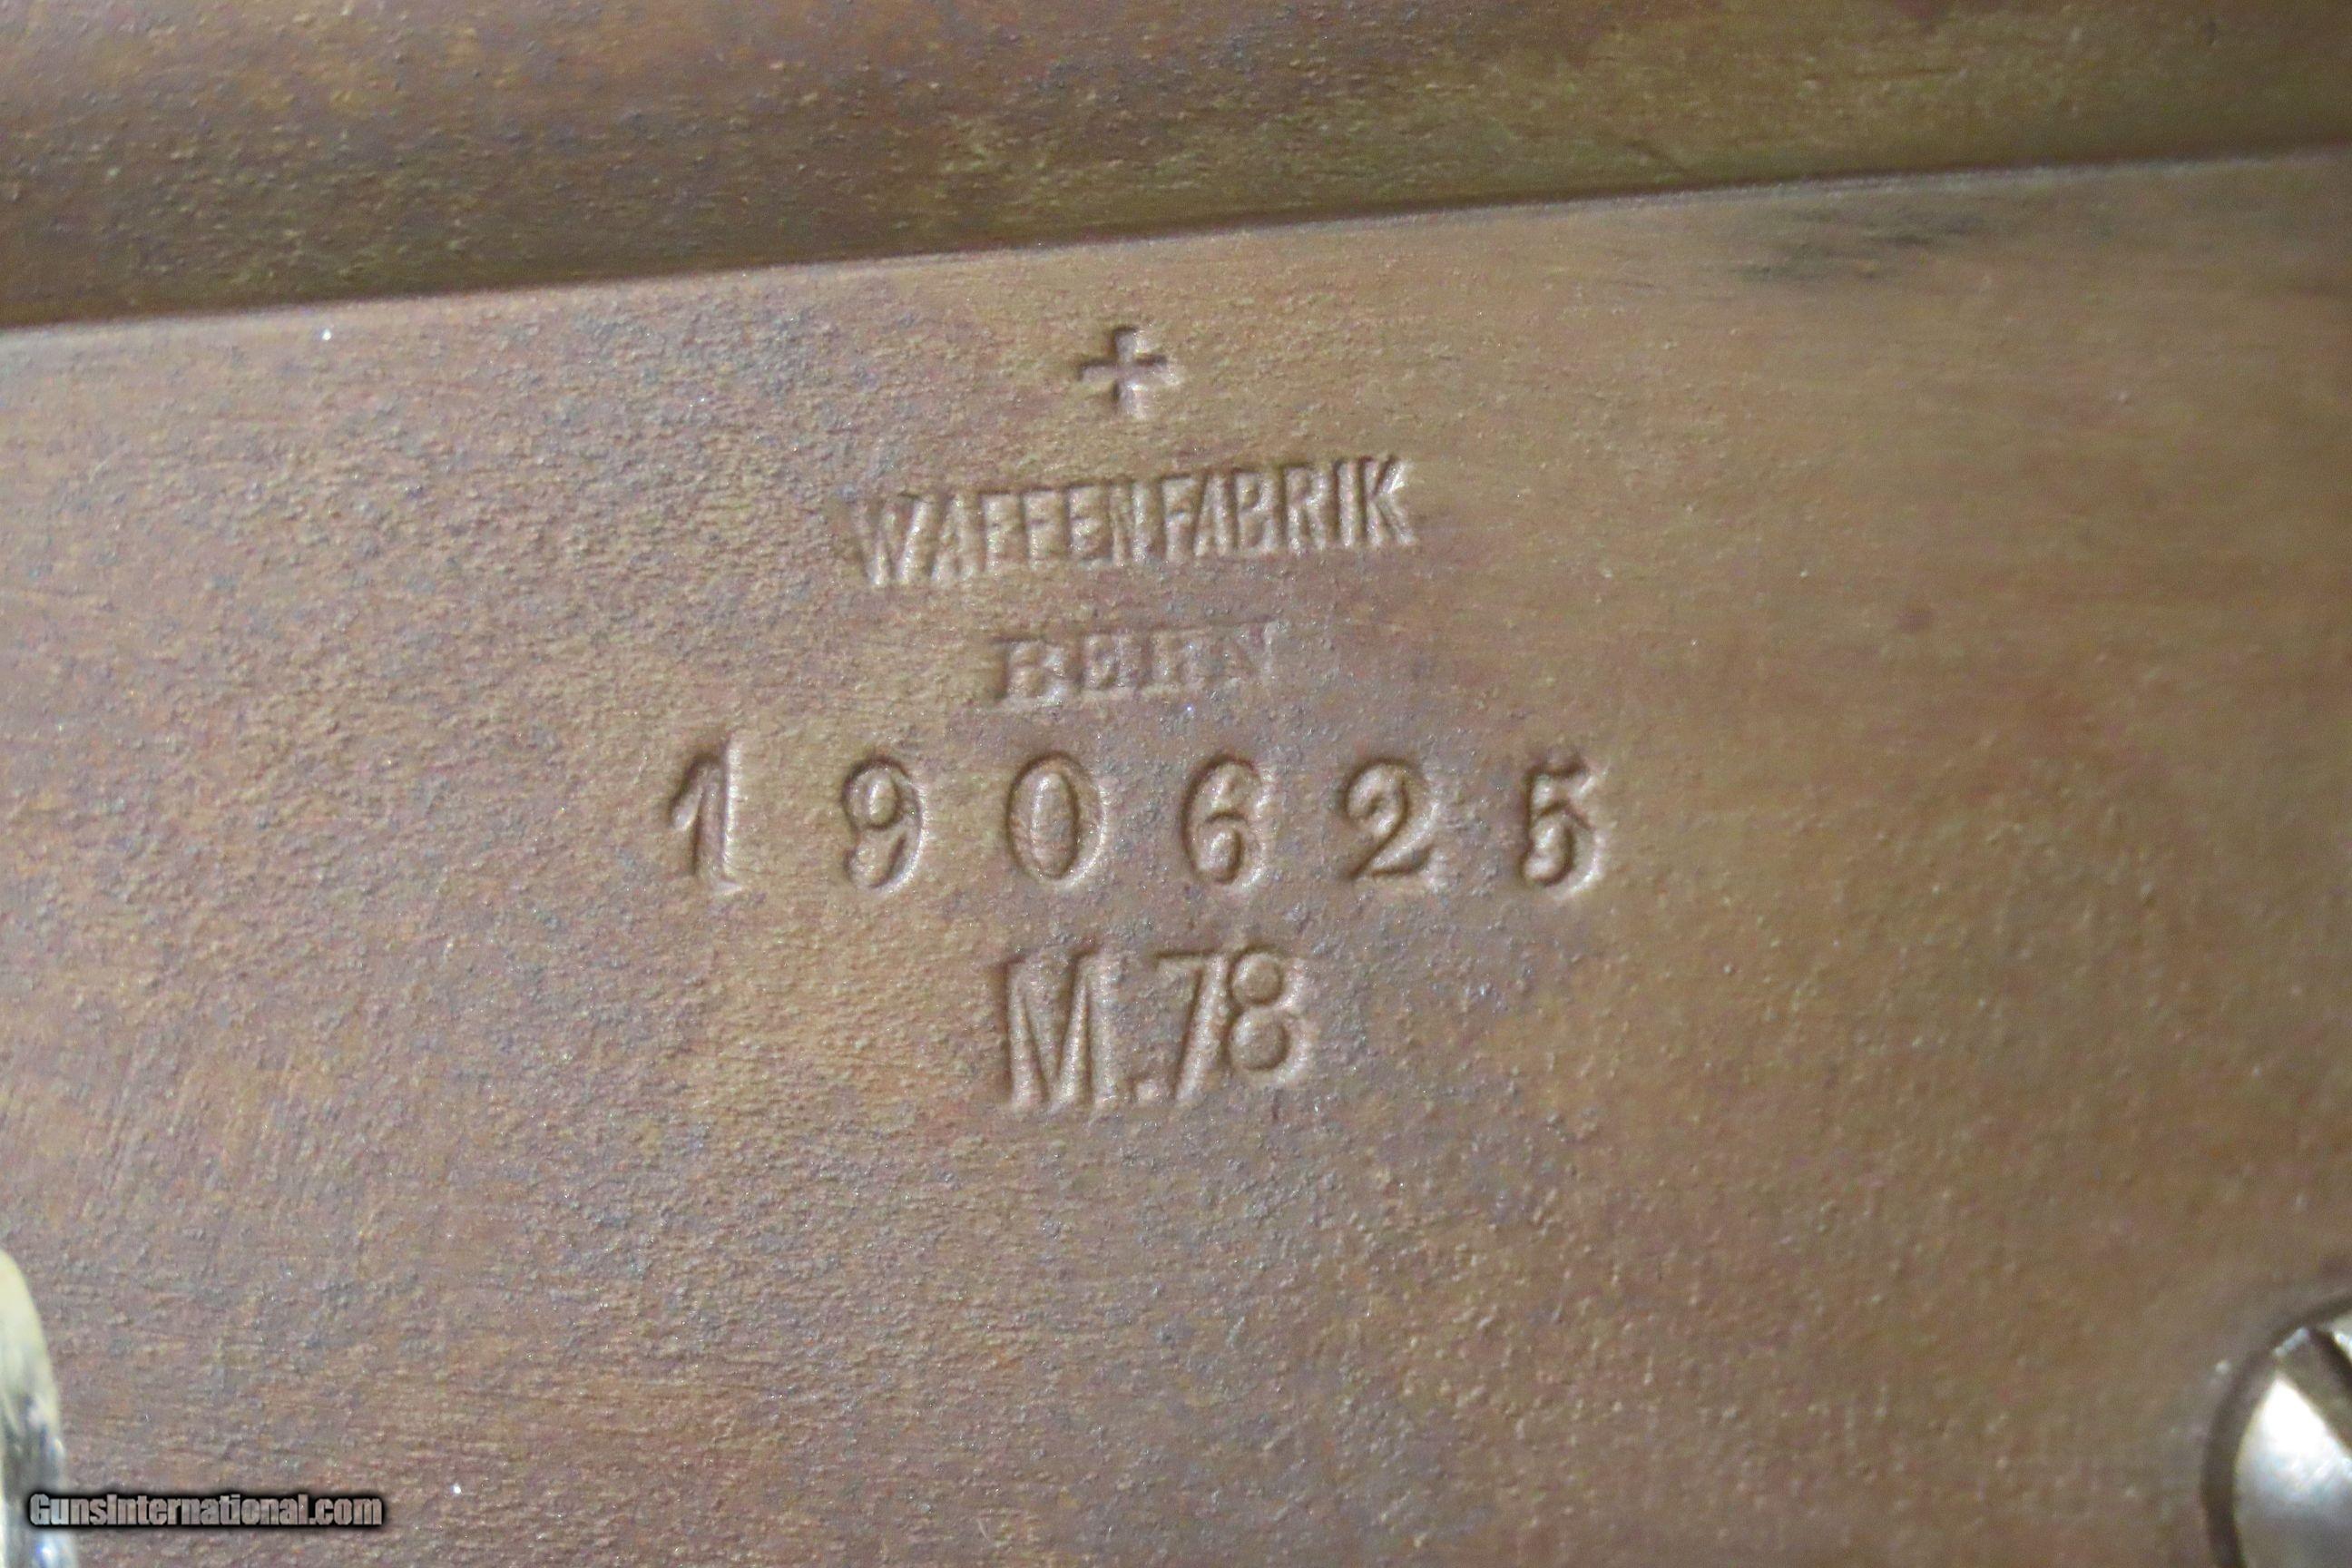 WAFFENFABRIK
BERN
190625
M.78
GunsInternational.com